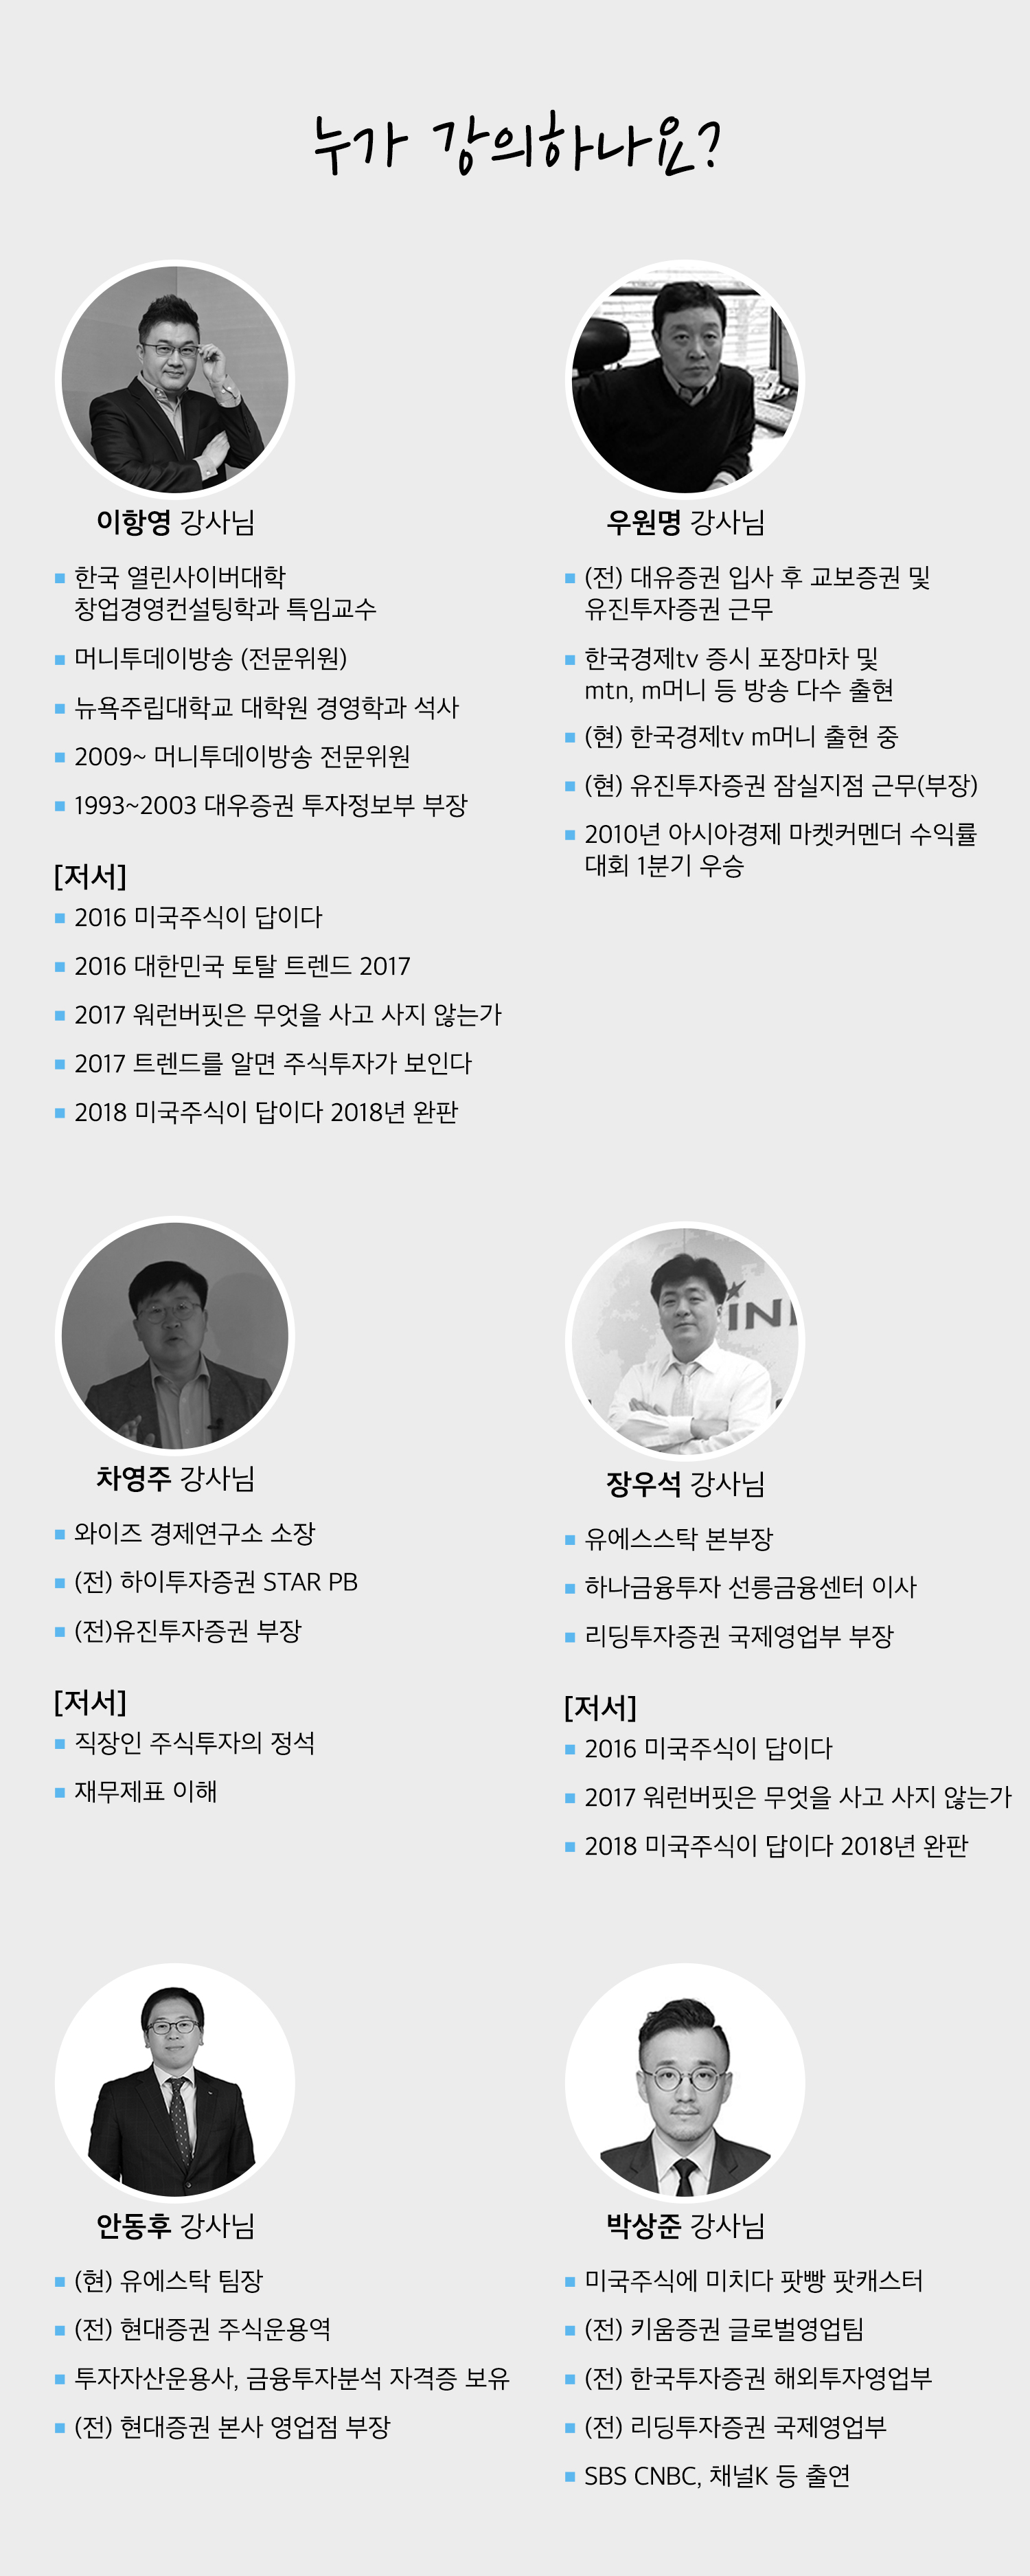 누가 강의하나요?
이항영 강사님
한국 열린사이버대학
창업경영컨설팅학과 특임교수
머니투데이방송 (전문위원)
뉴욕주립대학교 대학원 경영학과 석사
2009~ 머니투데이방송 전문위원
1993~2003 대우증권 투자정보부 부장
[저서]
2016 미국주식이 답이다
2016 대한민국 토탈 트렌드 2017
2017 워런버핏은 무엇을 사고 사지 않는가
2017 트렌드를 알면 주식투자가 보인다
2018 미국주식이 답이다 2018년 완판
우원명 강사님
(전) 대유증권 입사 후 교보증권 및
유진투자증권 근무
한국경제tv 증시 포장마차 및
mtn, m머니 등 방송 다수 출현
(현) 한국경제tv m머니 출현 중
(현) 유진투자증권 잠실지점 근무(부장)
2010년 아시아경제 마켓커멘더 수익률
대회 1분기 우승
차영주 강사님
와이즈 경제연구소 소장
(전) 하이투자증권 STAR PB
(전)유진투자증권 부장
[저서]
직장인 주식투자의 정석
재무제표 이해
INI
장우석 강사님
유에스스탁 본부장
하나금융투자 선릉금융센터 이사
리딩투자증권 국제영업부 부장
[저서]
2016 미국주식이 답이다
2017 워런버핏은 무엇을 사고 사지 않는가
2018 미국주식이 답이다 2018년 완판
안동후 강사님
(현) 유에스탁 팀장
(전) 현대증권 주식운용역
투자자산운용사, 금융투자분석 자격증 보유
(전) 현대증권 본사 영업점 부장
박상준 강사님
미국주식에 미치다 팟빵 팟캐스터
(전) 키움증권 글로벌영업팀
(전) 한국투자증권 해외투자영업부
(전) 리딩투자증권 국제영업부
SBS CNBC, 채널K 등 출연